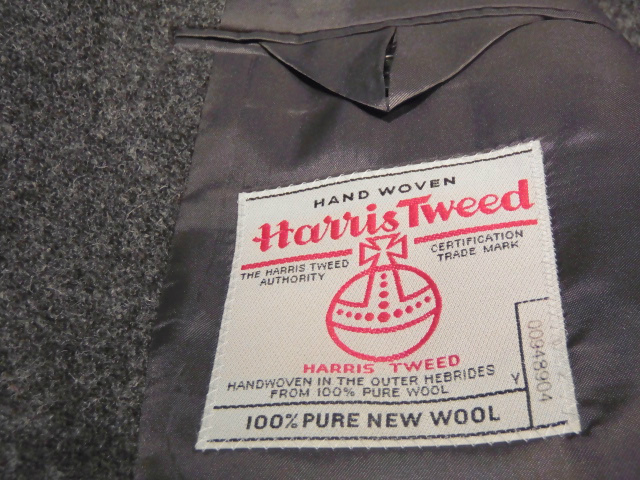 HAND WOVEN
Harris Tweed
THE HARRIS TWEED
AUTHORITY
CERTIFICATION
TRADE MARK
HARRIS TWEED
HANDWOVEN IN THE OUTER HEBRIDES
FROM 100% PURE WOOL
Y
00948904
100% PURE NEW WOOL